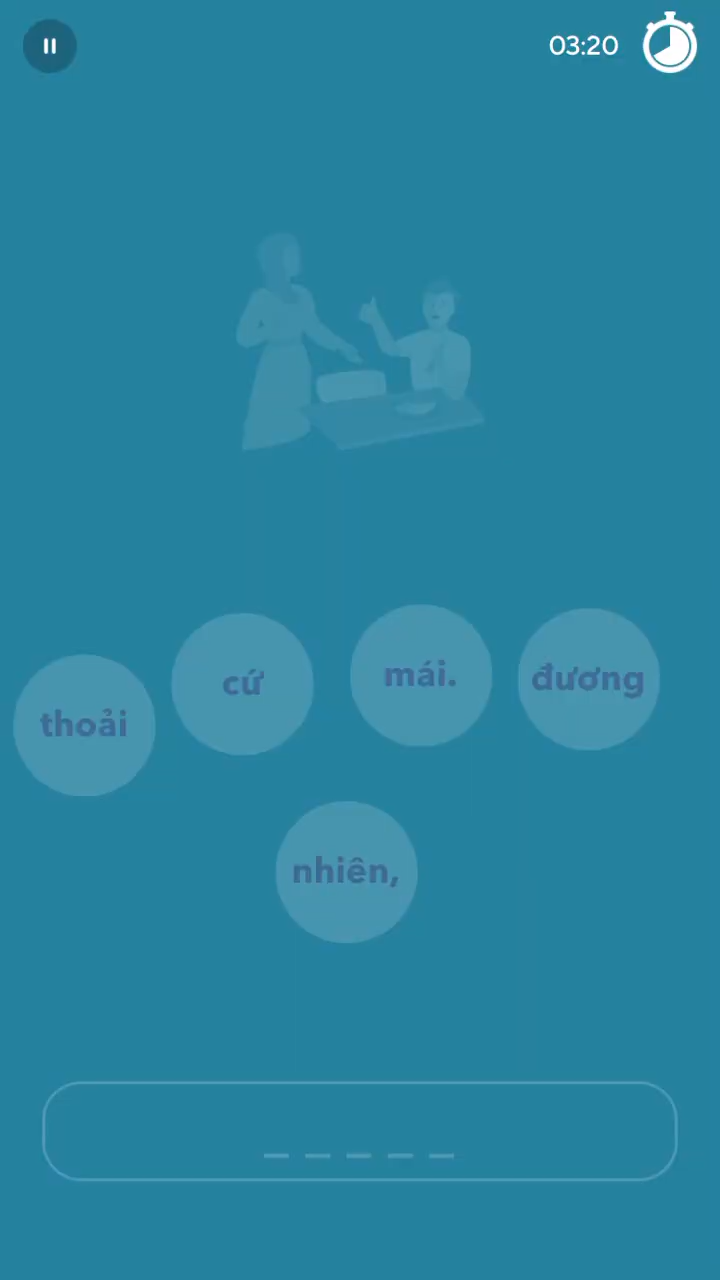 03:20
thoải
cứ
mái.
đương
nhiên,